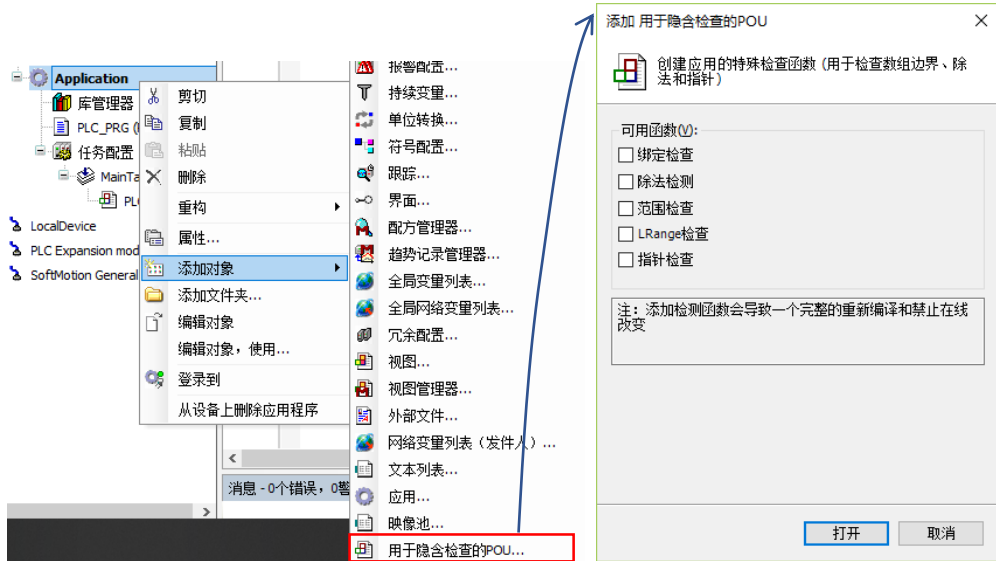 Application
库管理器
PLC_PRG (
任务配置
MainTa
PL
LocalDevice
PLC Expansion mod
SoftMotion General
剪切
复制
粘贴
删除
重构
属性...
添加对象
添加文件夹...
编辑对象
编辑对象，使用...
登录到
从设备上删除应用程序
消息 - 0个错误，0警
报警配置...
持续变量...
单位转换...
符号配置...
跟踪...
界面...
配方管理器...
趋势记录管理器...
全局变量列表...
全局网络变量列表...
冗余配置...
视图...
视图管理器...
外部文件...
网络变量列表（发件人）...
文本列表...
应用...
映像池...
用于隐含检查的POU...
添加 用于隐含检查的POU
创建应用的特殊检查函数 (用于检查数组边界、除
法和指针)
可用函数(V):
绑定检查
除法检测
范围检查
LRange检查
指针检查
注：添加检测函数会导致一个完整的重新编译和禁止在线
改变
打开
取消